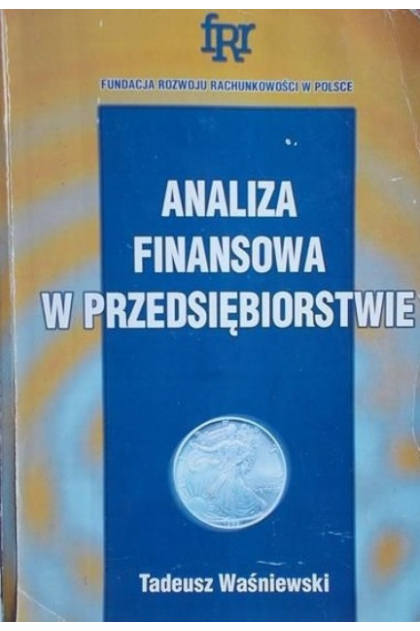 fRr
FUNDACJA ROZWOJU RACHUNKOWOŚCI W POLSCE
ANALIZA
FINANSOWA
W PRZEDSIĘBIORSTWIE
Tadeusz Waśniewski